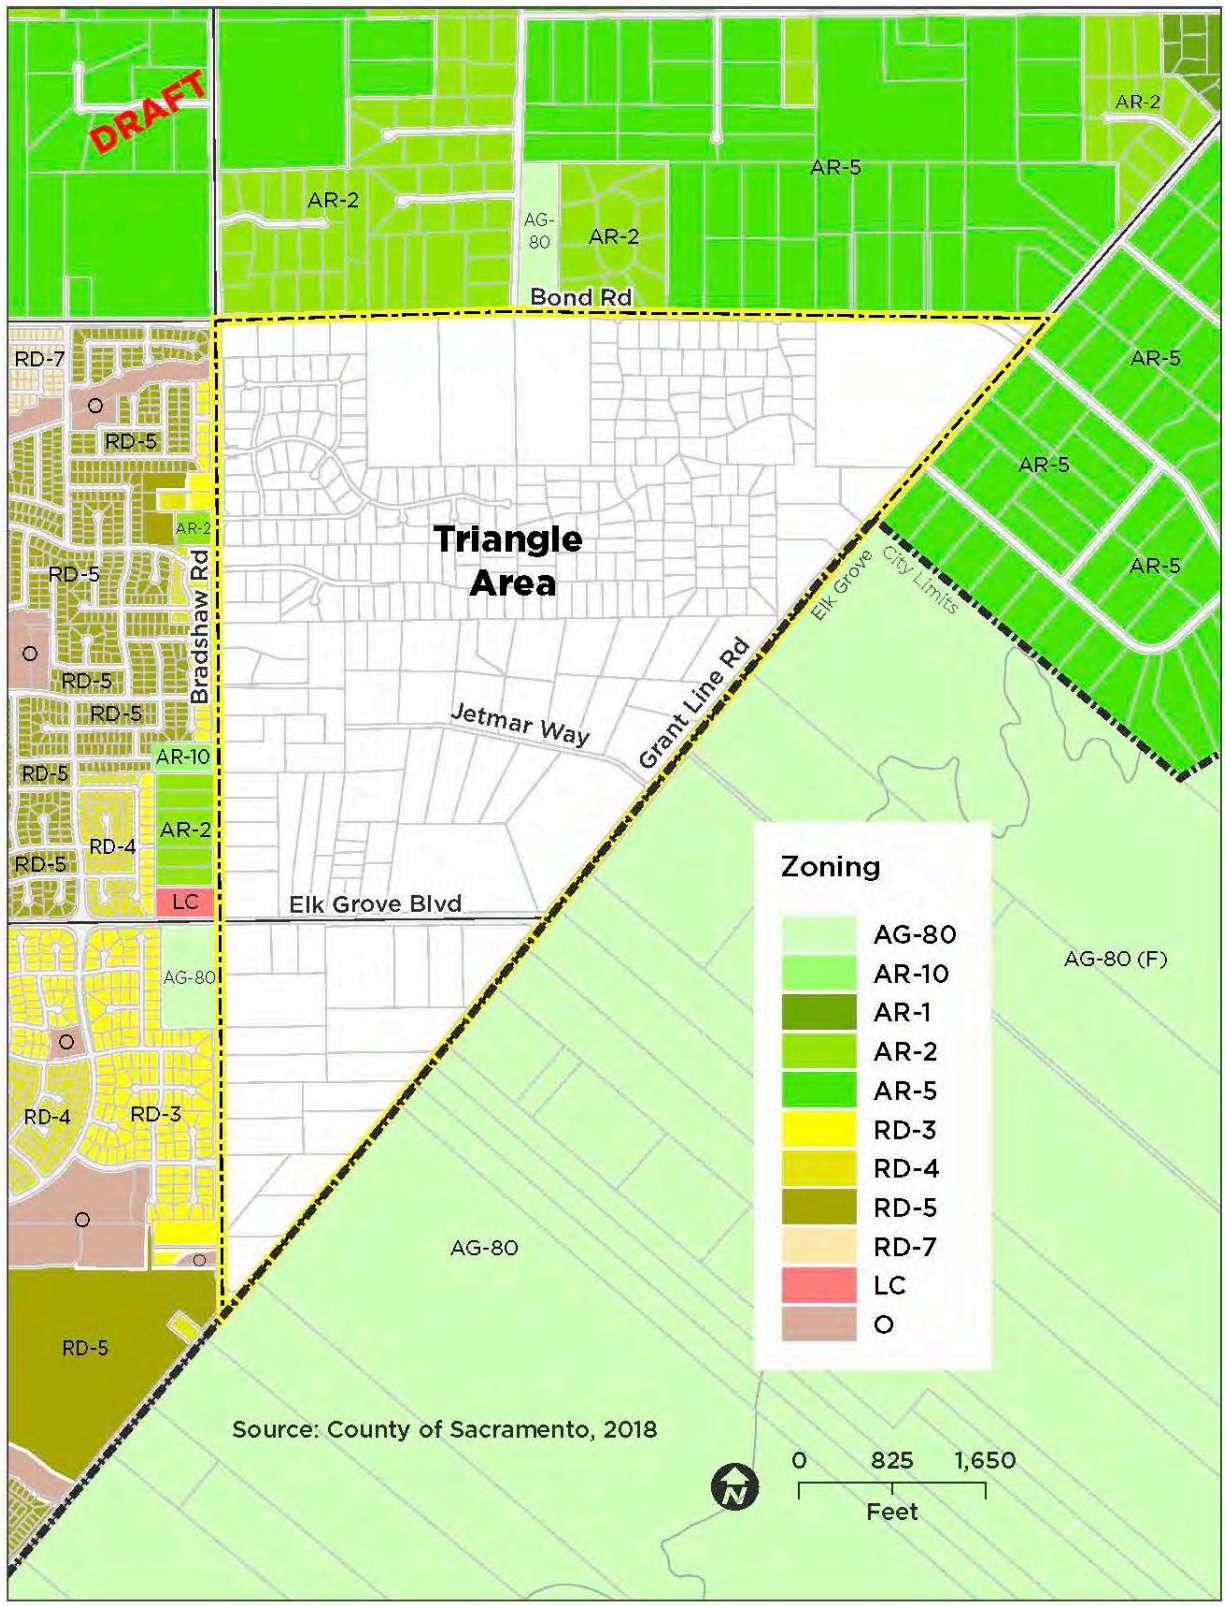 DRAFT
AR-2
AR-2
AR-5
AG-
80
AR-2
Bond Rd
RD-7
AR-5
O
RD-5
AR-5
AR-2
Triangle
Area
RD-5
Bradshaw Rd
Elk Grove
City Limits
AR-5
O
RD-5
RD-5
Jetmar Way
Grant Line Rd
AR-10
RD-5
AR-2
RD-4
RD-5
LC
Elk Grove Blvd
AG-80
O
RD-4
RD-3
O
O
AG-80
RD-5
AG-80 (F)
Zoning
AG-80
AR-10
AR-1
AR-2
AR-5
RD-3
RD-4
RD-5
RD-7
LC
O
Source: County of Sacramento, 2018
N
0 825 1,650
Feet